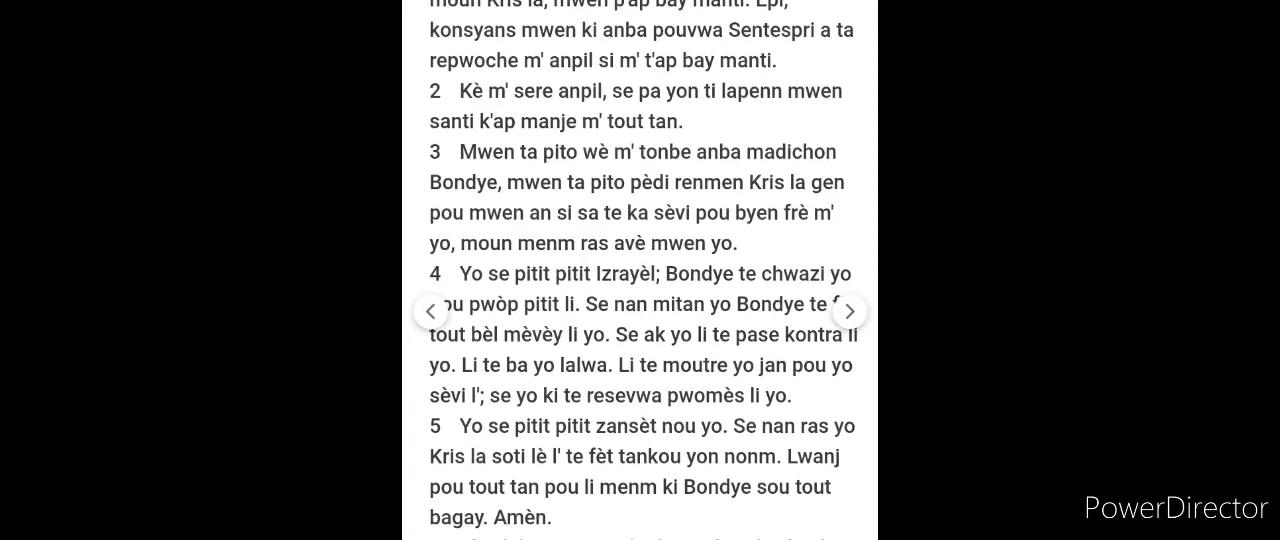 moun Kris la, mwen p'ap bay manti. Epi,
konsyans mwen ki anba pouvwa Sentespri a ta
repwoche m' anpil si m' t'ap bay manti.
2 Kè m' sere anpil, se pa yon ti lapenn mwen
santi k'ap manje m' tout tan.
3 Mwen ta pito wè m' tonbe anba madichon
Bondye, mwen ta pito pèdi renmen Kris la gen
pou mwen an si sa te ka sèvi pou byen frè m'
yo, moun menm ras avè mwen yo.
4 Yo se pitit pitit Izrayèl; Bondye te chwazi yo
pwòp pitit li. Se nan mitan yo Bondye te
tout bèl mèvèy li yo. Se ak yo li te pase kontra li
yo. Li te ba yo lalwa. Li te moutre yo jan pou yo
sèvi l'; se yo ki te resevwa pwomès li yo.
5 Yo se pitit pitit zansèt nou yo. Se nan ras yo
Kris la soti lè l' te fèt tankou yon nonm. Lwanj
pou tout tan pou li menm ki Bondye sou tout
bagay. Amèn.
PowerDirector